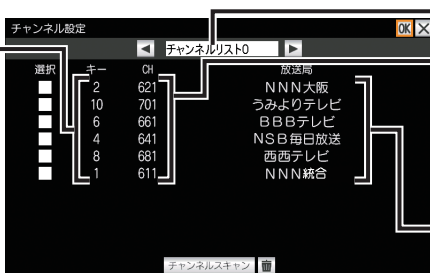 チャンネル設定 OK
チャンネルリスト0
選択 キー CH 放送局
2 621 NNN大阪
10 701 うみよりテレビ
6 661 BBBテレビ
4 641 NSB毎日放送
8 681 西西テレビ
1 611 NNN統合
チャンネルスキャン